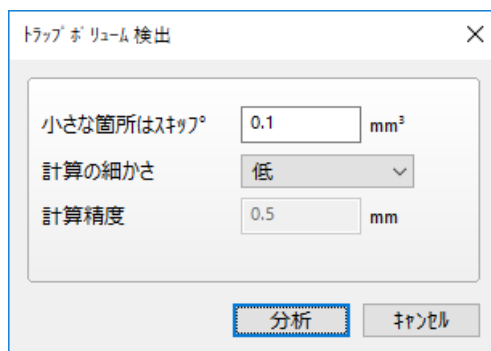 ﾄﾗｯﾌﾟﾎﾞﾘｭｰﾑ検出
小さな箇所はｽｷｯﾌﾟ 0.1 mm³
計算の細かさ 低
計算精度 0.5 mm
分析 ｷｬﾝｾﾙ